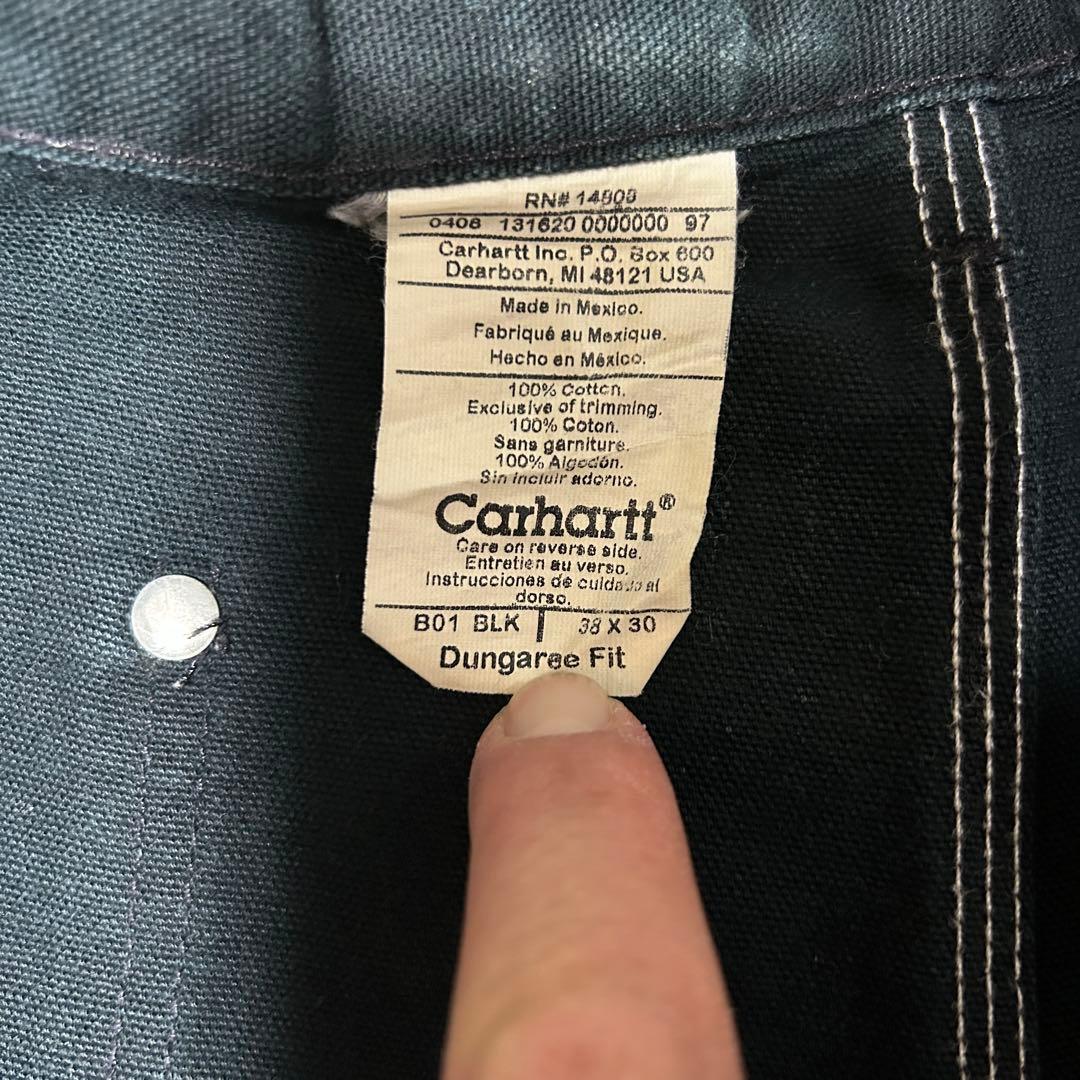 RN# 14806
0408 131620 0000000 97
Carhartt Inc. P.O. Box 600
Dearborn, MI 48121 USA
Made in Mexico.
Fabriqué au Mexique.
Hecho en México.
100% Cotton.
Exclusive of trimming.
100% Coton.
Sans garniture.
100% Algodón.
Sin incluir adorno.
Carhartt®
Care on reverse side.
Entretien au verso.
Instrucciones de cuidado al
dorso.
B01 BLK | 38 X 30
Dungaree Fit